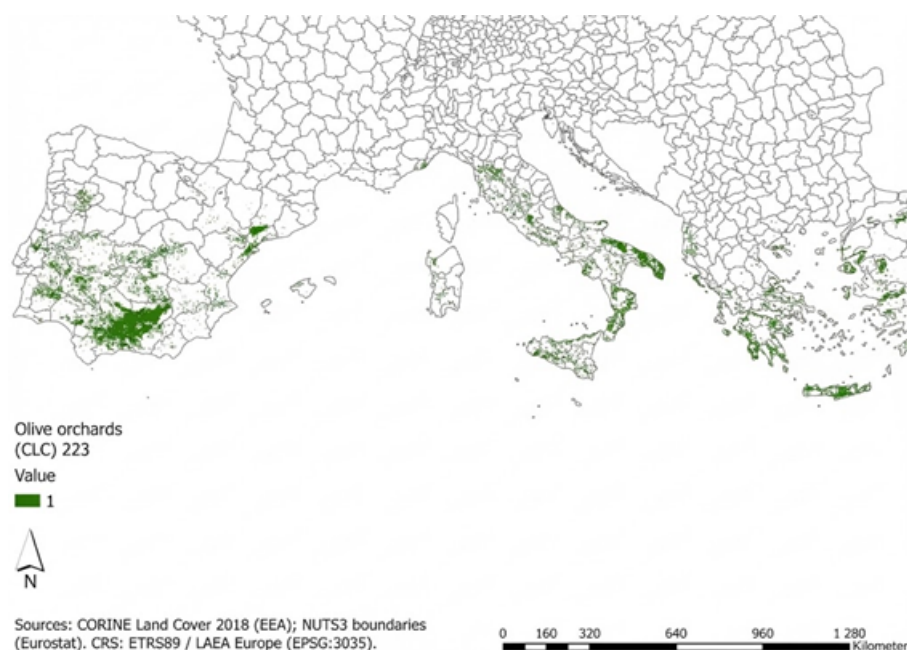 Olive orchards
(CLC) 223
Value
1
N
Sources: CORINE Land Cover 2018 (EEA); NUTS3 boundaries
(Eurostat). CRS: ETRS89 / LAEA Europe (EPSG:3035).
0 160 320 640 960 1 280
Kilometer